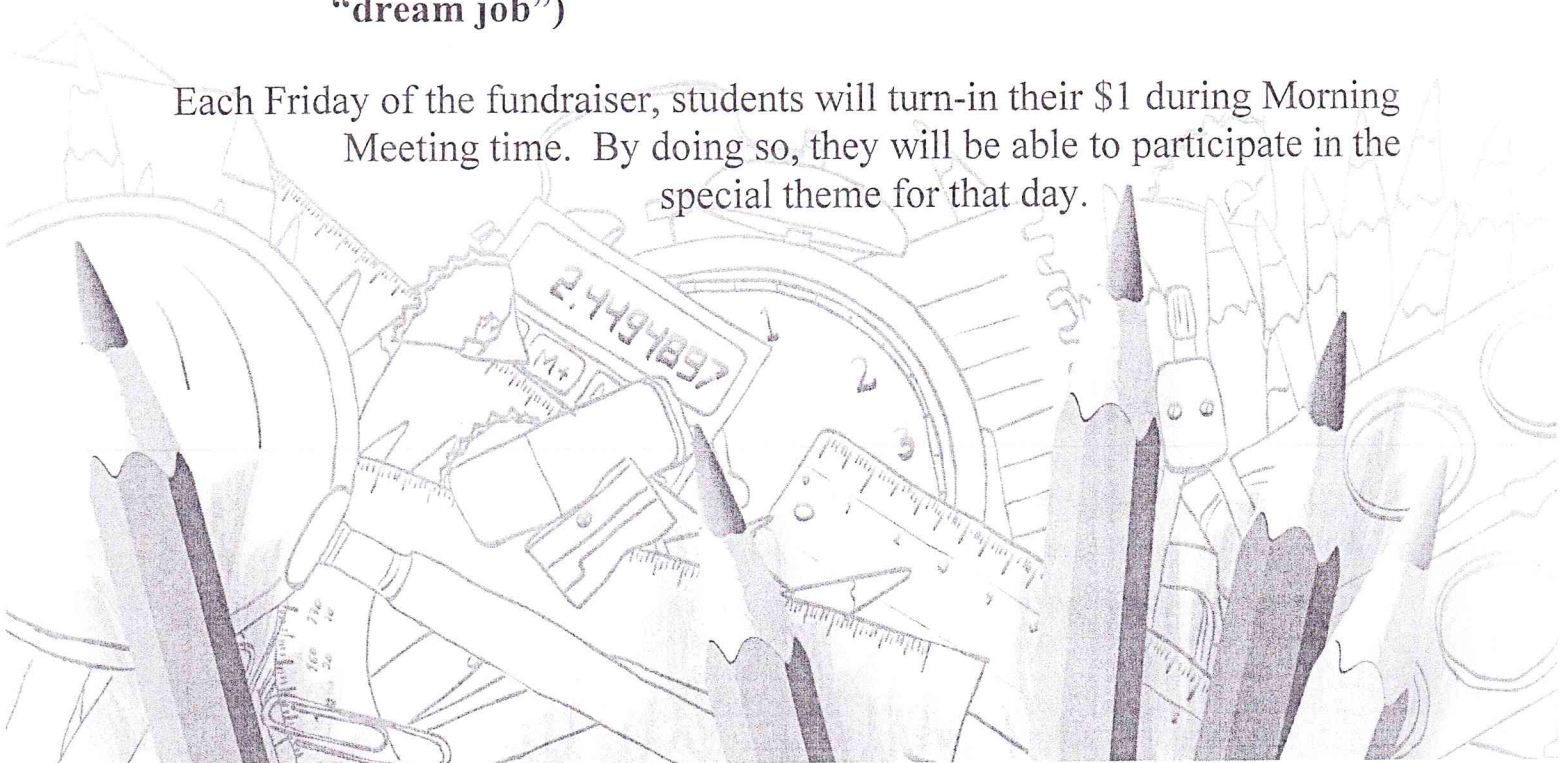 “dream job”)
Each Friday of the fundraiser, students will turn-in their $1 during Morning
Meeting time.  By doing so, they will be able to participate in the
special theme for that day.
2.4494897
M+
1
2
3